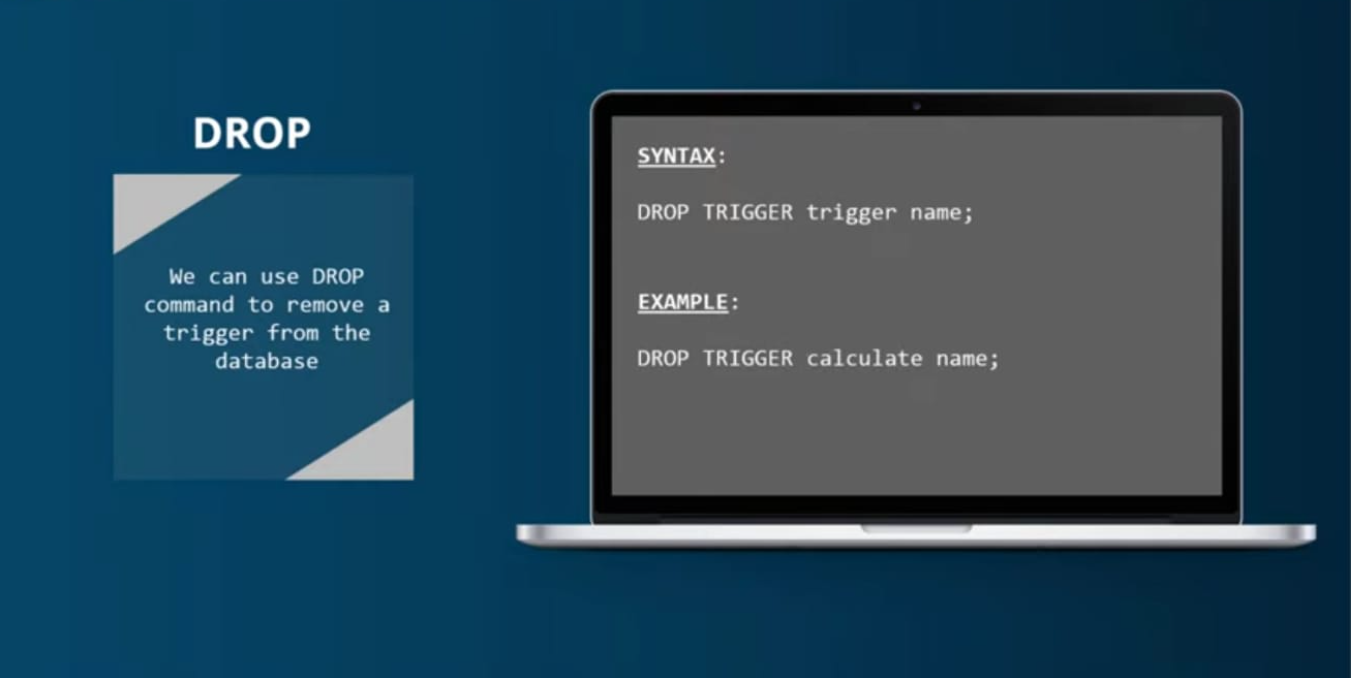 DROP
We can use DROP
command to remove a
trigger from the
database
SYNTAX:
DROP TRIGGER trigger name;
EXAMPLE:
DROP TRIGGER calculate name;